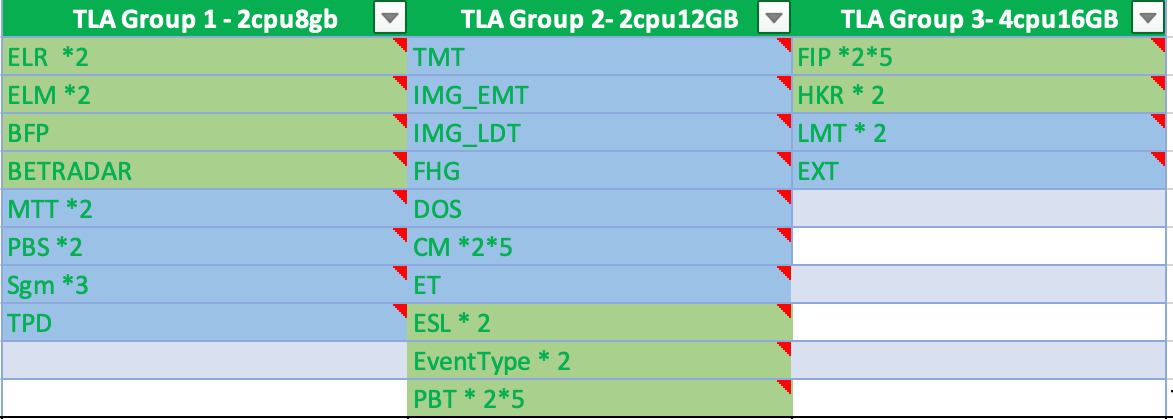 TLA Group 1 - 2cpu8gb TLA Group 2- 2cpu12GB TLA Group 3- 4cpu16GB
ELR  *2 TMT FIP *2*5
ELM *2 IMG_EMT HKR * 2
BFP IMG_LDT LMT * 2
BETRADAR FHG EXT
MTT *2 DOS
PBS *2 CM *2*5
Sgm *3 ET
TPD ESL * 2
EventType * 2
PBT * 2*5